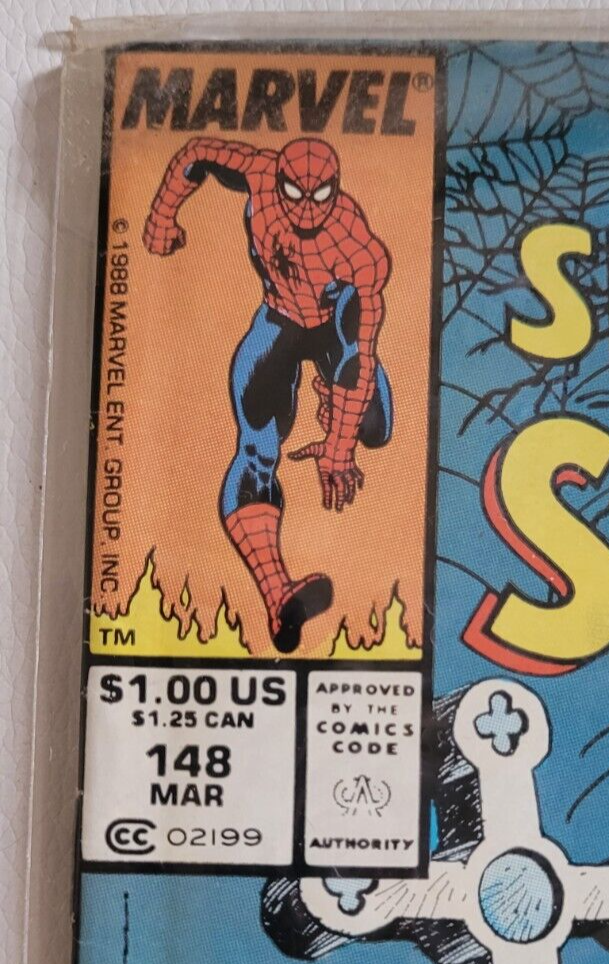 MARVEL®
© 1988 MARVEL ENT. GROUP, INC.
TM
S
S
$1.00 US
$1.25 CAN
148
MAR
CC 02199
APPROVED
BY THE
COMICS
CODE
AUTHORITY